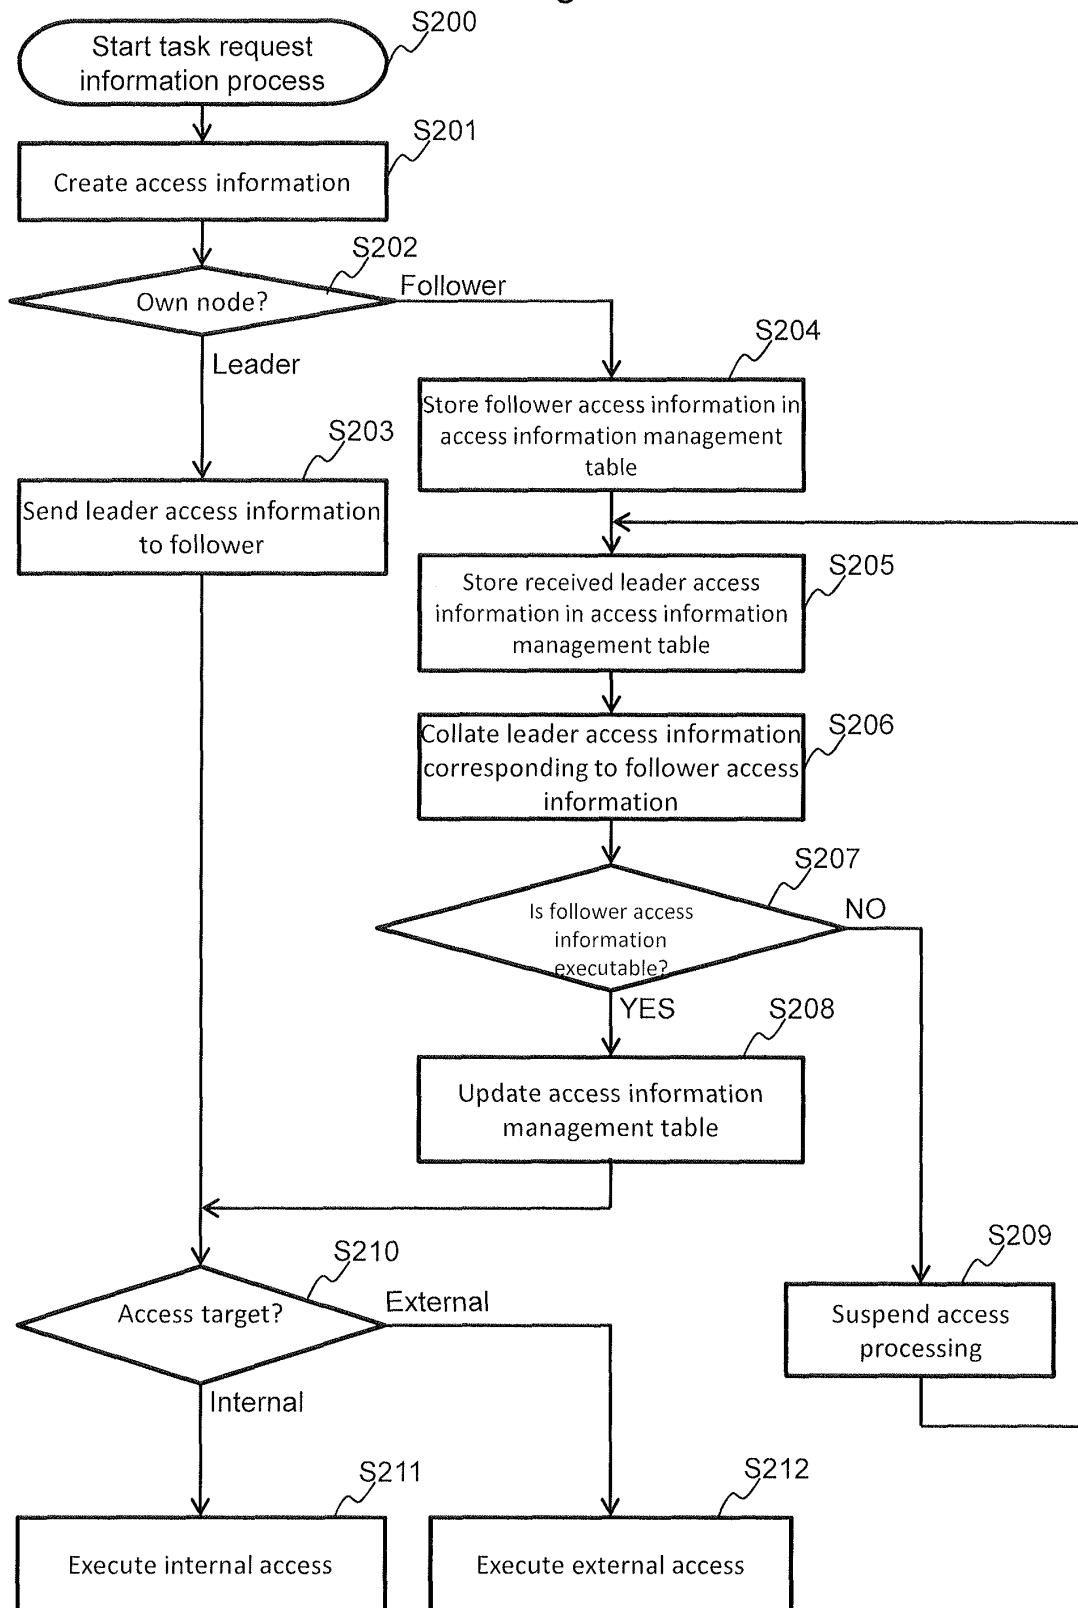 S200
Start task request
information process
S201
Create access information
S202
Own node?
Follower
Leader
S204
Store follower access information in
access information management
table
S203
Send leader access information
to follower
S205
Store received leader access
information in access information
management table
S206
Collate leader access information
corresponding to follower access
information
S207
Is follower access
information
executable?
NO
YES
S208
Update access information
management table
S209
Suspend access
processing
S210
Access target?
External
Internal
S211
Execute internal access
S212
Execute external access